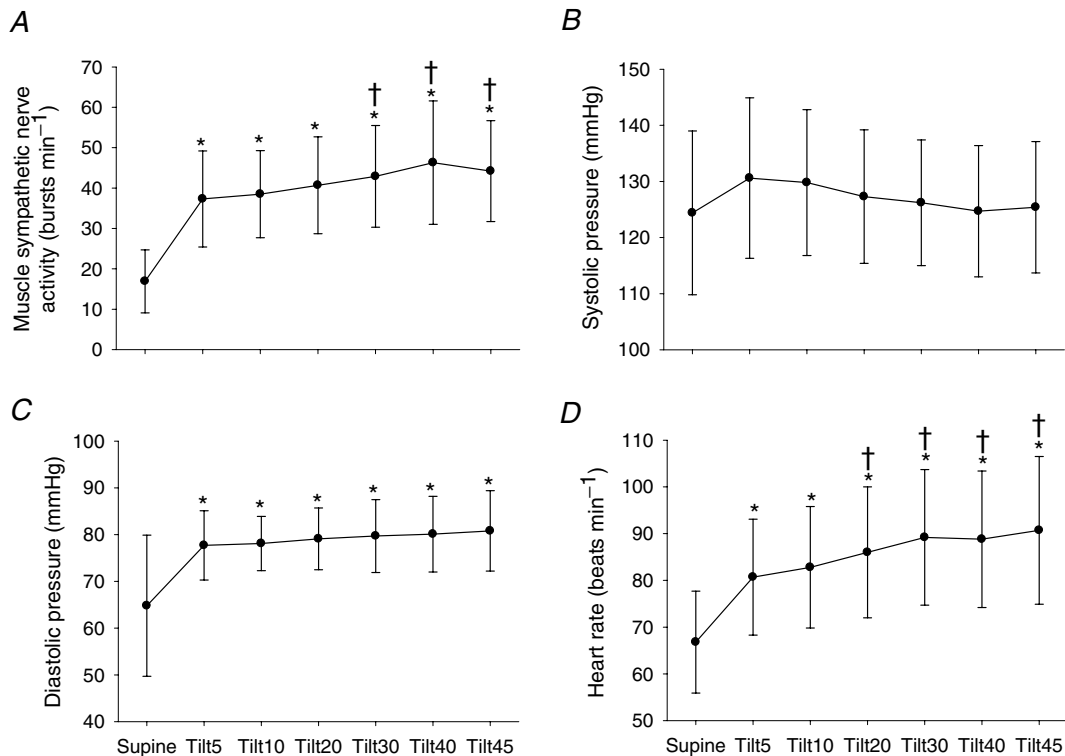 A
Muscle sympathetic nerve
activity (bursts min−1)
70
60
50
40
30
20
10
0
* * * † * † * † *
B
Systolic pressure (mmHg)
150
140
130
120
110
100
C
Diastolic pressure (mmHg)
100
90
80
70
60
50
40
* * * * * *
Supine Tilt5 Tilt10 Tilt20 Tilt30 Tilt40 Tilt45
D
Heart rate (beats min−1)
110
100
90
80
70
60
50
* * † * † * † * † *
Supine Tilt5 Tilt10 Tilt20 Tilt30 Tilt40 Tilt45